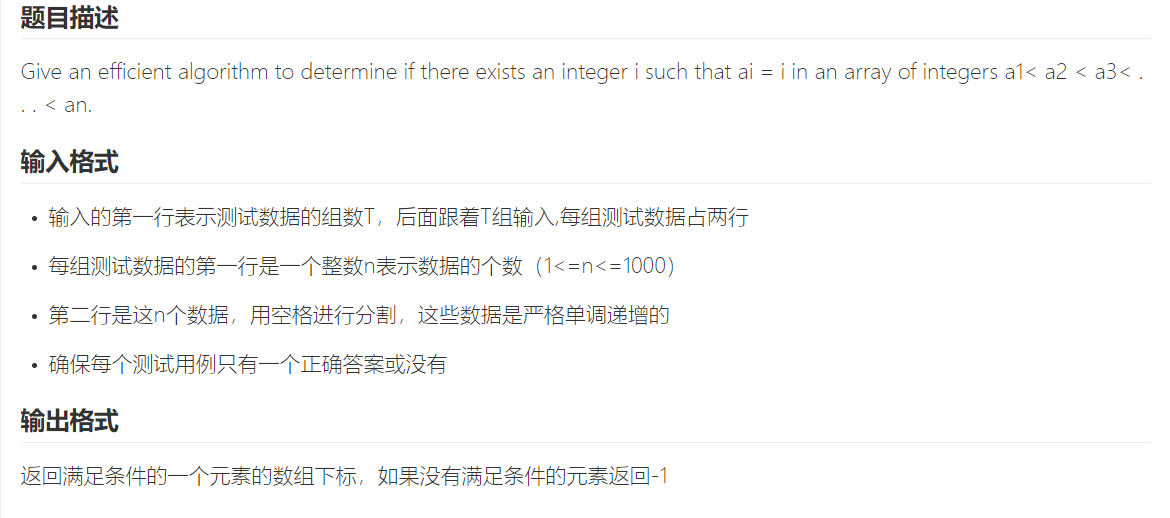 题目描述
Give an efficient algorithm to determine if there exists an integer i such that ai = i in an array of integers a1< a2 < a3< .
. . < an.
输入格式
• 输入的第一行表示测试数据的组数T，后面跟着T组输入,每组测试数据占两行
• 每组测试数据的第一行是一个整数n表示数据的个数（1<=n<=1000）
• 第二行是这n个数据，用空格进行分割，这些数据是严格单调递增的
• 确保每个测试用例只有一个正确答案或没有
输出格式
返回满足条件的一个元素的数组下标，如果没有满足条件的元素返回-1